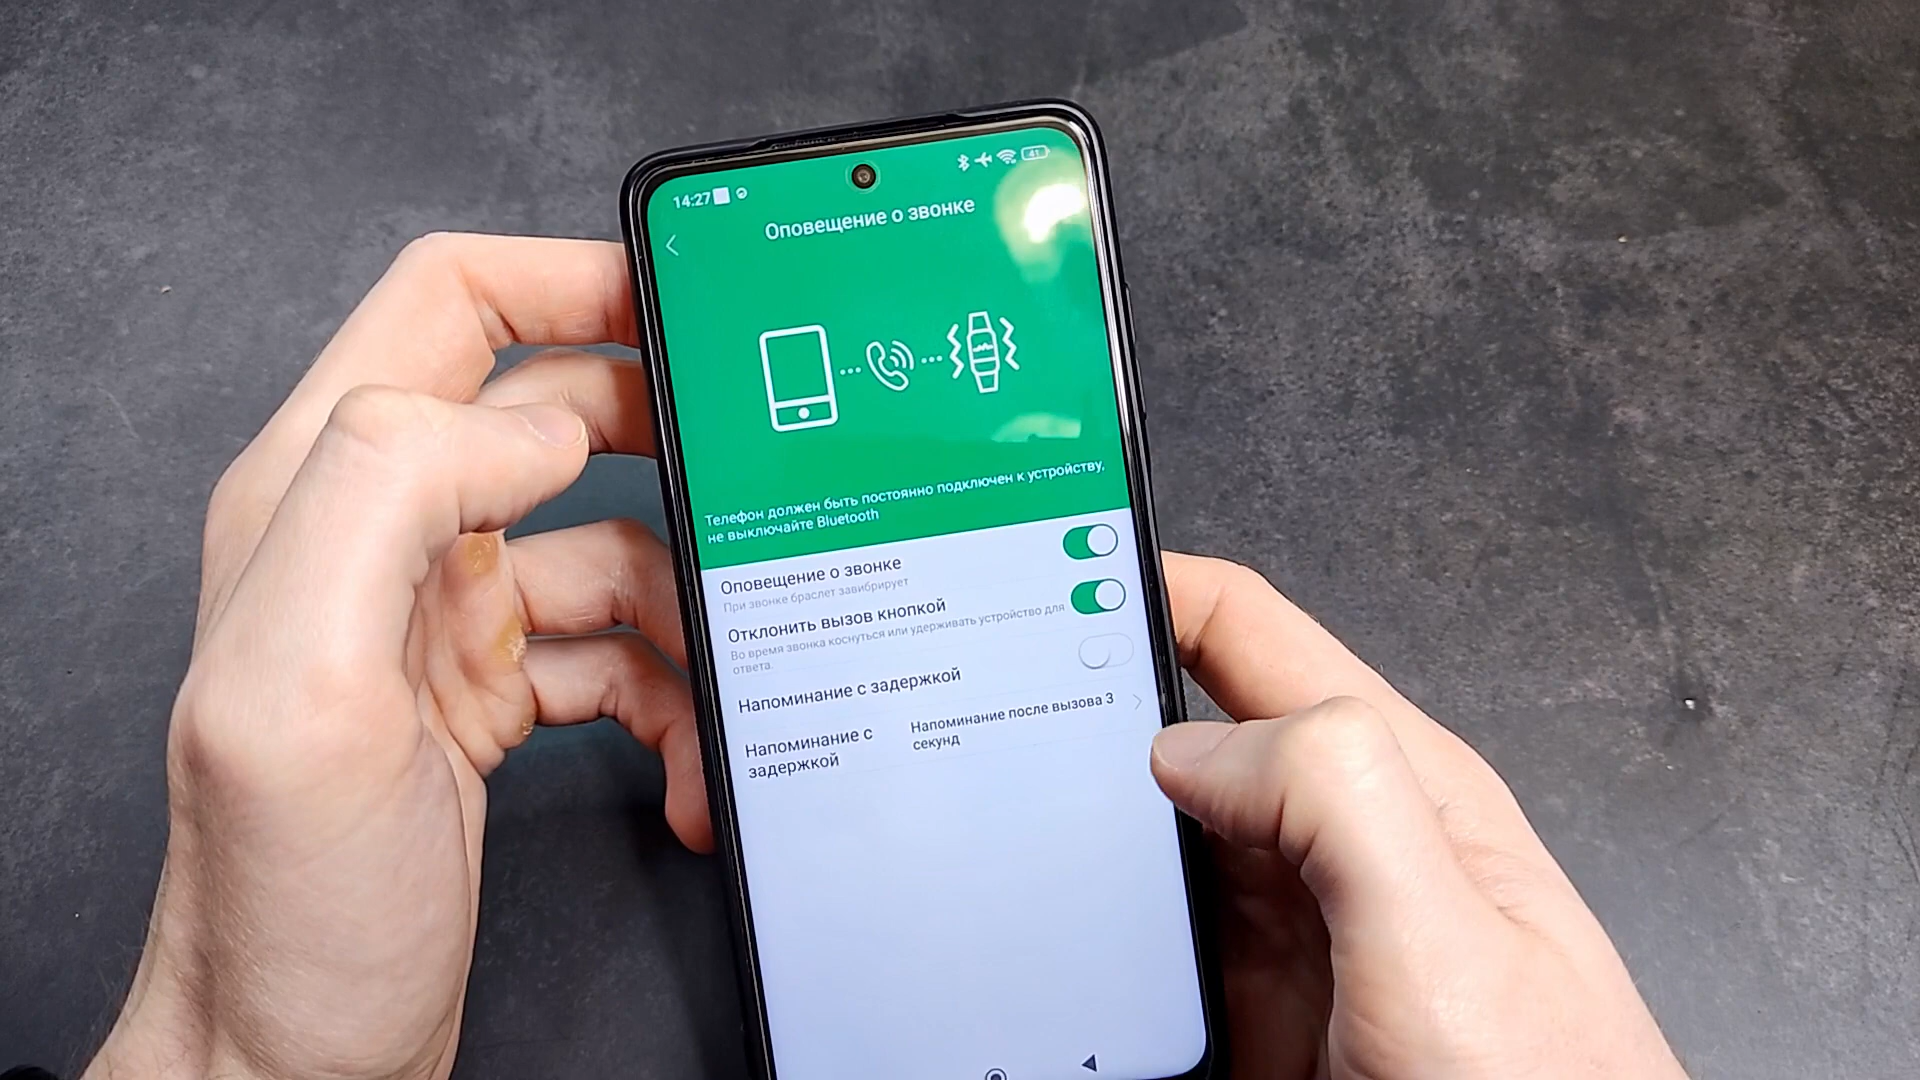 14:27
41
Оповещение о звонке
Телефон должен быть постоянно подключен к устройству,
не выключайте Bluetooth
Оповещение о звонке
При звонке браслет завибрирует
Отклонить вызов кнопкой
Во время звонка коснуться или удерживать устройство для
ответа.
Напоминание с задержкой
Напоминание с
задержкой
Напоминание после вызова 3
секунд